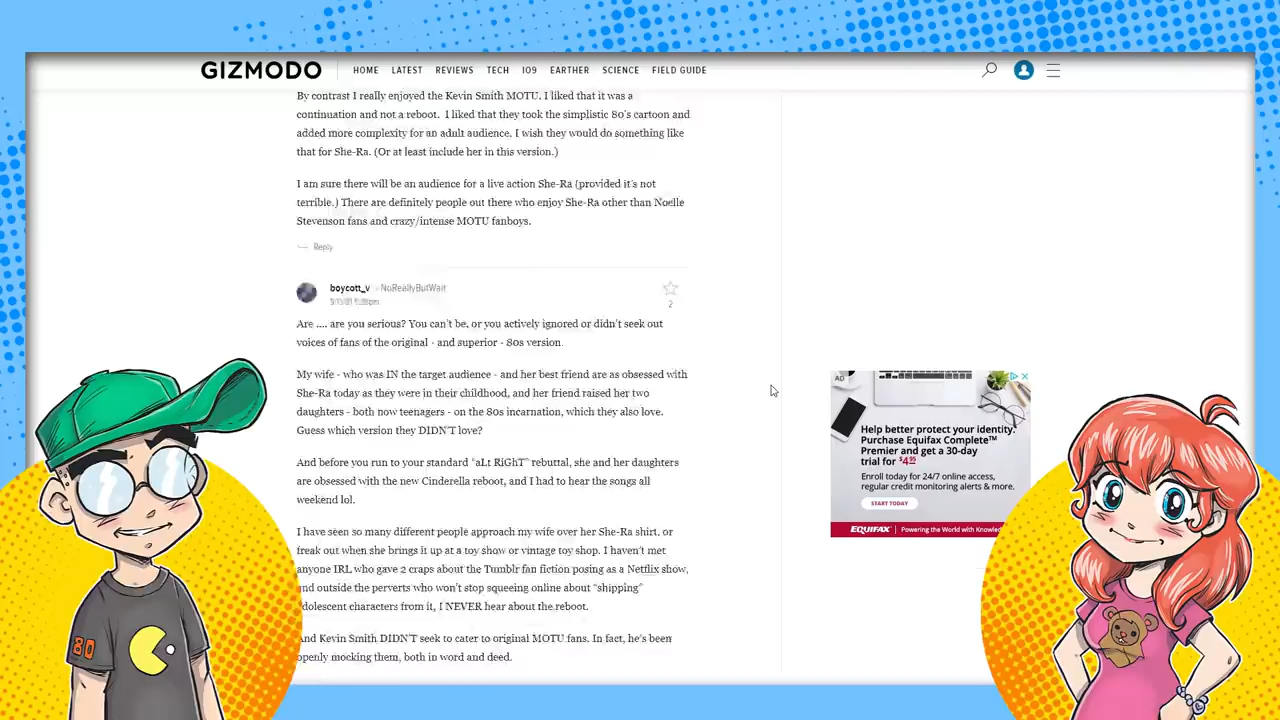 GIZMODO
HOME LATEST REVIEWS TECH IO9 EARTHER SCIENCE FIELD GUIDE
By contrast I really enjoyed the Kevin Smith MOTU. I liked that it was a
continuation and not a reboot. I liked that they took the simplistic 80's cartoon and
added more complexity for an adult audience. I wish they would do something like
that for She-Ra. (Or at least include her in this version.)
I am sure there will be an audience for a live action She-Ra (provided it's not
terrible.) There are definitely people out there who enjoy She-Ra other than Noelle
Stevenson fans and crazy/intense MOTU fanboys.
Reply
boycott_v NoReallyButWait
2
Are .... are you serious? You can't be, or you actively ignored or didn't seek out
voices of fans of the original - and superior - 80s version.
My wife - who was IN the target audience - and her best friend are as obsessed with
She-Ra today as they were in their childhood, and her friend raised her two
daughters - both now teenagers - on the 80s incarnation, which they also love.
Guess which version they DIDN'T love?
And before you run to your standard "aLt RiGhT" rebuttal, she and her daughters
are obsessed with the new Cinderella reboot, and I had to hear the songs all
weekend lol.
I have seen so many different people approach my wife over her She-Ra shirt, or
freak out when she brings it up at a toy show or vintage toy shop. I haven't met
anyone IRL who gave 2 craps about the Tumblr fan fiction posing as a Netflix show,
and outside the perverts who won't stop squeeing online about "shipping"
adolescent characters from it, I NEVER hear about the reboot.
And Kevin Smith DIDN'T seek to cater to original MOTU fans. In fact, he's been
openly mocking them, both in word and deed.
AD
Help better protect your identity.
Purchase Equifax Complete™
Premier and get a 30-day
trial for $4.95
Enroll today for 24/7 online access,
regular credit monitoring alerts & more.
START TODAY
EQUIFAX Powering the World with Knowled
80